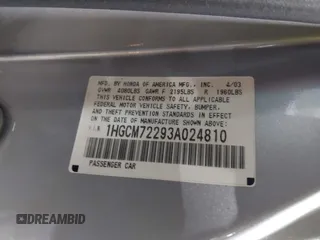 MFD. BY HONDA OF AMERICA MFG., INC. 4/03
GVWR 4080LBS GAWR F 2195LBS R 1960LBS
THIS VEHICLE CONFORMS TO ALL APPLICABLE
FEDERAL MOTOR VEHICLE SAFETY, BUMPER,
AND THEFT PREVENTION STANDARDS IN EFFECT
ON THE DATE OF MANUFACTURE SHOWN ABOVE.
V.I.N. 1HGCM72293A024810
PASSENGER CAR
1HREBID